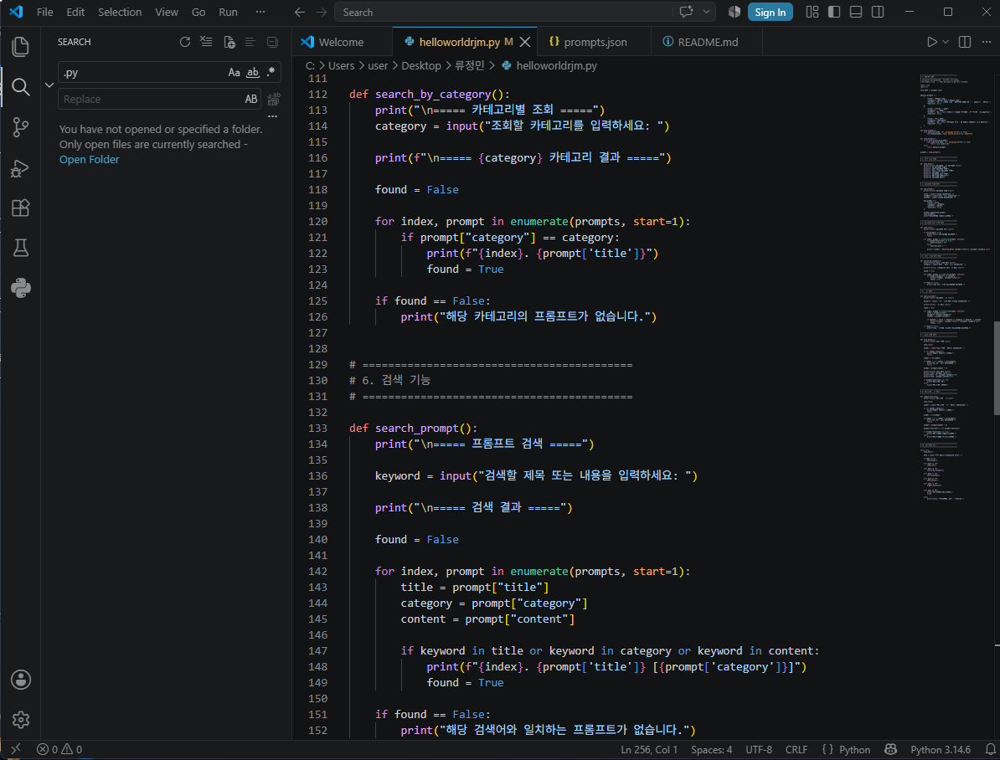 File Edit Selection View Go Run ··· Search Sign In
SEARCH
.py Aa ab .*
Replace AB
You have not opened or specified a folder.
Only open files are currently searched -
Open Folder
Welcome helloworldrjm.py M prompts.json README.md
C: > Users > user > Desktop > 류정민 > helloworldrjm.py
111
112 def search_by_category():
113     print("\n===== 카테고리별 조회 =====")
114     category = input("조회할 카테고리를 입력하세요: ")
115
116     print(f"\n===== {category} 카테고리 결과 =====")
117
118     found = False
119
120     for index, prompt in enumerate(prompts, start=1):
121         if prompt["category"] == category:
122             print(f"{index}. {prompt['title']}")
123             found = True
124
125     if found == False:
126         print("해당 카테고리의 프롬프트가 없습니다.")
127
128
129 # ==========================================
130 # 6. 검색 기능
131 # ==========================================
132
133 def search_prompt():
134     print("\n===== 프롬프트 검색 =====")
135
136     keyword = input("검색할 제목 또는 내용을 입력하세요: ")
137
138     print("\n===== 검색 결과 =====")
139
140     found = False
141
142     for index, prompt in enumerate(prompts, start=1):
143         title = prompt["title"]
144         category = prompt["category"]
145         content = prompt["content"]
146
147         if keyword in title or keyword in category or keyword in content:
148             print(f"{index}. {prompt['title']} [{prompt['category']}]")
149             found = True
150
151     if found == False:
152         print("해당 검색어와 일치하는 프롬프트가 없습니다.")
0 0 Ln 256, Col 1 Spaces: 4 UTF-8 CRLF { } Python Python 3.14.6